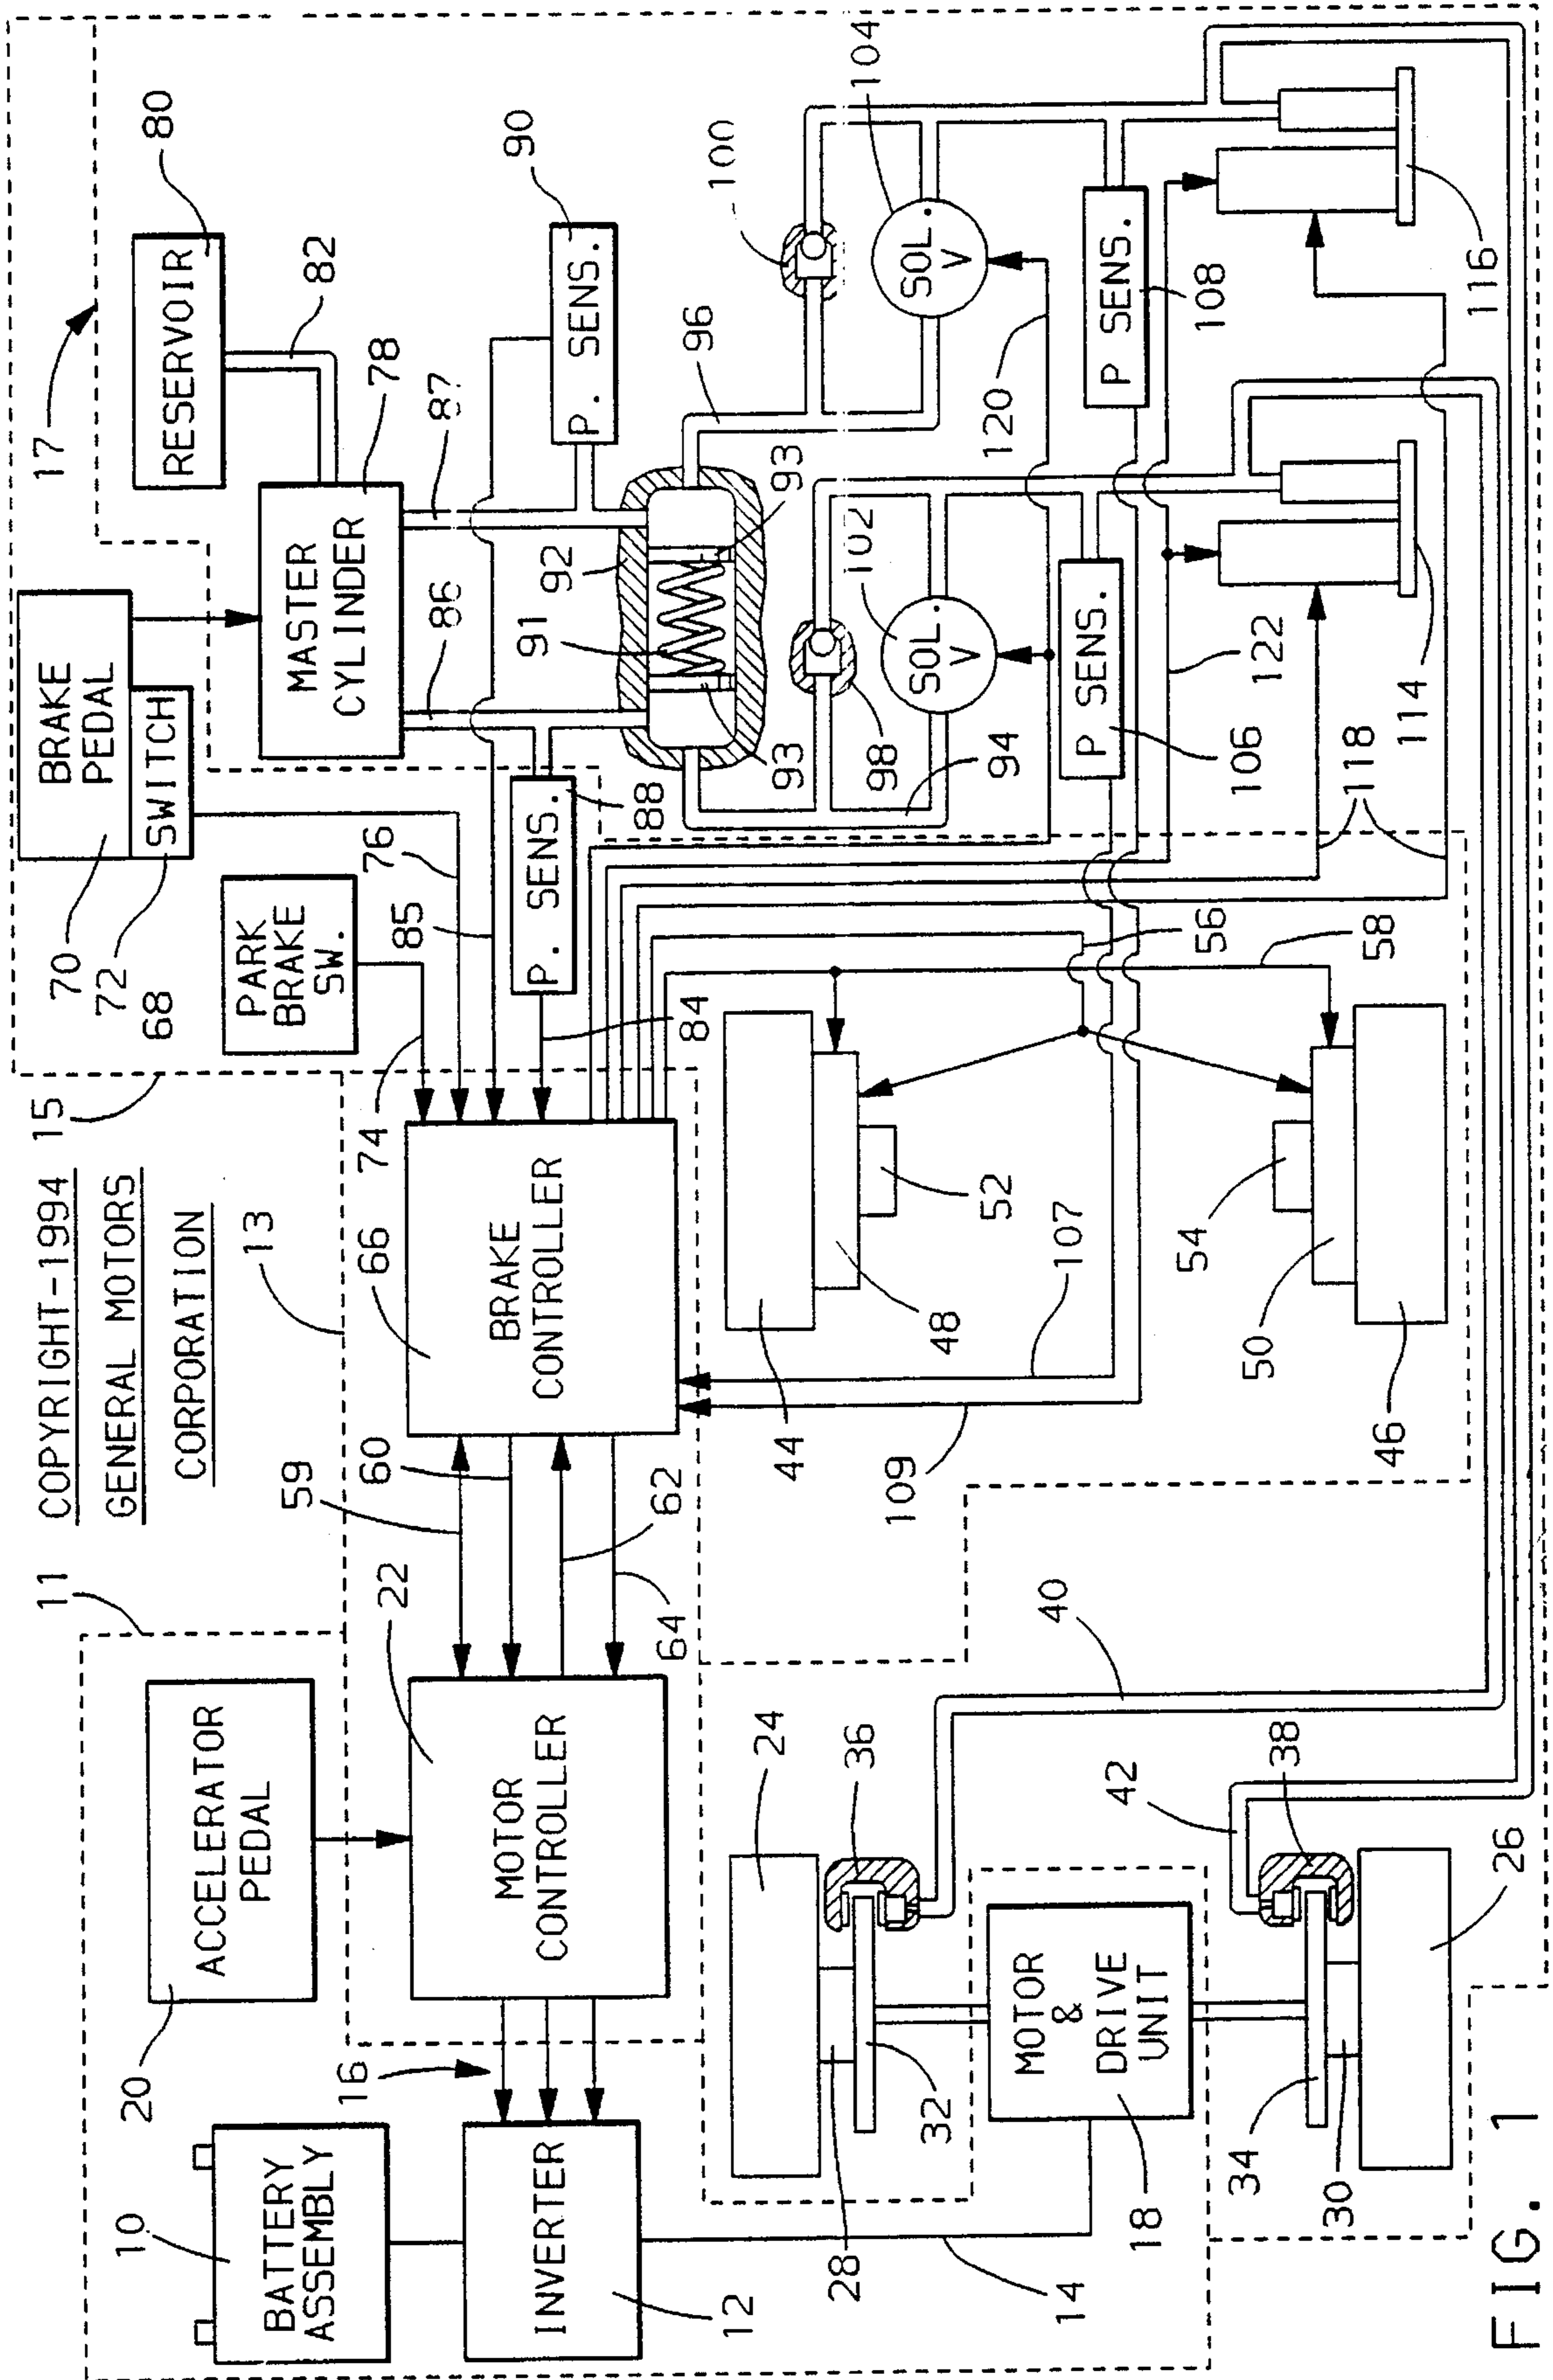 11 COPYRIGHT-1994 15
GENERAL MOTORS
CORPORATION
13
17
10
BATTERY
ASSEMBLY
20
ACCELERATOR
PEDAL
68
PARK
BRAKE
SW.
70
72
BRAKE
PEDAL
SWITCH
RESERVOIR
80
82
MASTER
CYLINDER
78
74
76
85
86
87
90
P. SENS.
INVERTER
12
16
MOTOR
CONTROLLER
22
59
60
62
64
BRAKE
CONTROLLER
66
84
P. SENS.
88
91
92
93
93
94
96
98
100
SOL.
V
102
SOL.
V
104
14
24
28
32
36
40
44
48
52
56
58
107
109
P SENS.
106
P SENS.
108
120
122
MOTOR
&
DRIVE
UNIT
18
34
30
26
38
42
46
50
54
118
114
116
FIG. 1